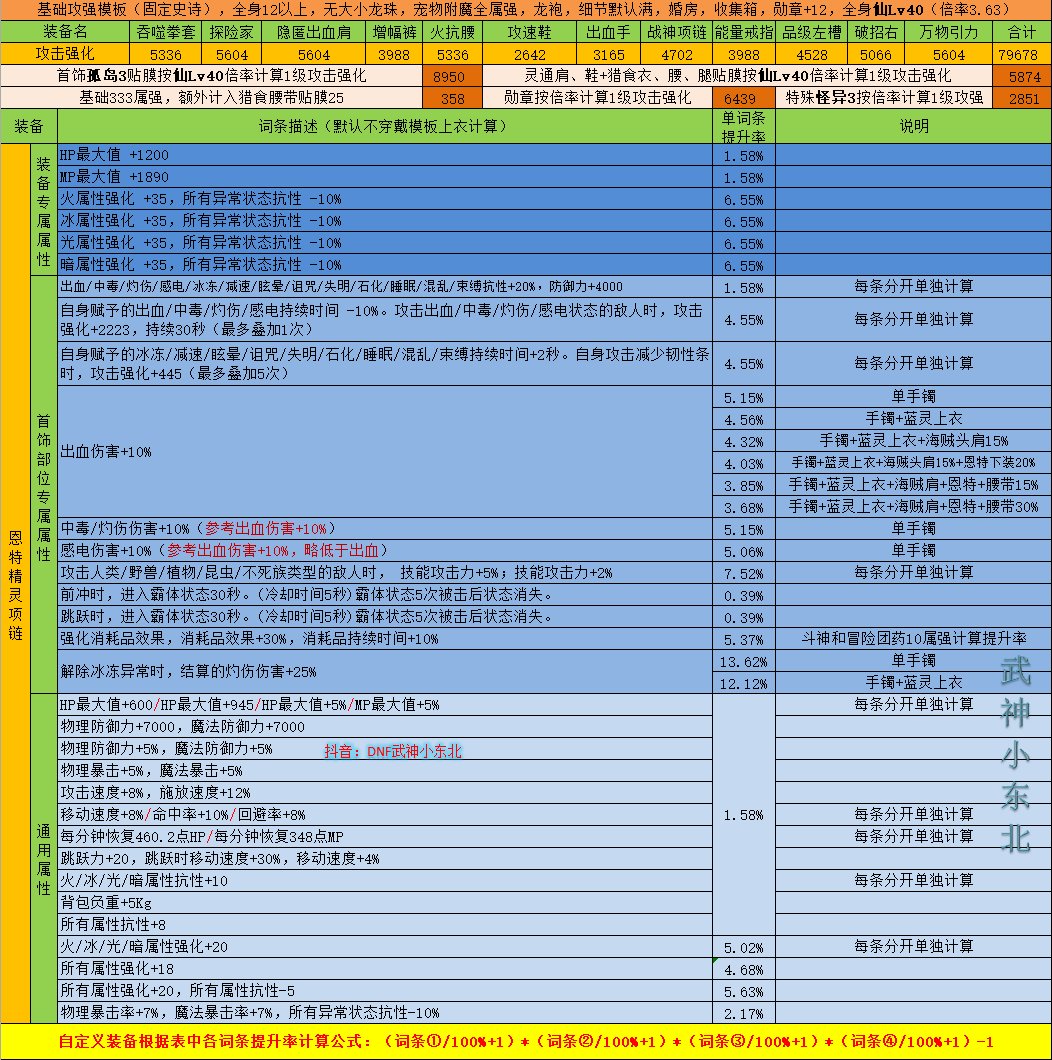 基础攻强模板（固定史诗），全身12以上，无大小龙珠，宠物附魔全属强，龙袍，细节默认满，婚房，收集箱，勋章+12，全身仙Lv40（倍率3.63）
装备名 吞噬拳套 探险家 隐匿出血肩 增幅裤 火抗腰 攻速鞋 出血手 战神项链 能量戒指 品级左槽 破招右 万物引力 合计
攻击强化 5336 5604 5604 3988 5336 2642 3165 4702 3988 4528 5066 5604 79678
首饰孤岛3贴膜按仙Lv40倍率计算1级攻击强化 8950 灵通肩、鞋+猎食衣、腰、腿贴膜按仙Lv40倍率计算1级攻击强化 5874
基础333属强，额外计入猎食腰带贴膜25 358 勋章按倍率计算1级攻击强化 6439 特殊怪异3按倍率计算1级攻强 2851
装备 词条描述（默认不穿戴模板上衣计算） 单词条提升率 说明
恩特精灵项链
装备专属属性
HP最大值 +1200 1.58%
MP最大值 +1890 1.58%
火属性强化 +35，所有异常状态抗性 -10% 6.55%
冰属性强化 +35，所有异常状态抗性 -10% 6.55%
光属性强化 +35，所有异常状态抗性 -10% 6.55%
暗属性强化 +35，所有异常状态抗性 -10% 6.55%
首饰部位专属属性
出血/中毒/灼伤/感电/冰冻/减速/眩晕/诅咒/失明/石化/睡眠/混乱/束缚抗性+20%，防御力+4000 1.58% 每条分开单独计算
自身赋予的出血/中毒/灼伤/感电持续时间 -10%。攻击出血/中毒/灼伤/感电状态的敌人时，攻击
强化+2223，持续30秒（最多叠加1次） 4.55% 每条分开单独计算
自身赋予的冰冻/减速/眩晕/诅咒/失明/石化/睡眠/混乱/束缚持续时间+2秒。自身攻击减少韧性条
时，攻击强化+445（最多叠加5次） 4.55% 每条分开单独计算
出血伤害+10%
5.15% 单手镯
4.56% 手镯+蓝灵上衣
4.32% 手镯+蓝灵上衣+海贼头肩15%
4.03% 手镯+蓝灵上衣+海贼头肩15%+恩特下装20%
3.85% 手镯+蓝灵上衣+海贼肩+恩特+腰带15%
3.68% 手镯+蓝灵上衣+海贼肩+恩特+腰带30%
中毒/灼伤伤害+10%（参考出血伤害+10%） 5.15% 单手镯
感电伤害+10%（参考出血伤害+10%，略低于出血） 5.06% 单手镯
攻击人类/野兽/植物/昆虫/不死族类型的敌人时， 技能攻击力+5%；技能攻击力+2% 7.52% 每条分开单独计算
前冲时，进入霸体状态30秒。（冷却时间5秒）霸体状态5次被击后状态消失。 0.39%
跳跃时，进入霸体状态30秒。（冷却时间5秒）霸体状态5次被击后状态消失。 0.39%
强化消耗品效果，消耗品效果+30%，消耗品持续时间+10% 5.37% 斗神和冒险团药10属强计算提升率
解除冰冻异常时，结算的灼伤伤害+25%
13.62% 单手镯
12.12% 手镯+蓝灵上衣
通用属性
HP最大值+600/HP最大值+945/HP最大值+5%/MP最大值+5% 每条分开单独计算
物理防御力+7000，魔法防御力+7000
物理防御力+5%，魔法防御力+5% 抖音：DNF武神小东北
物理暴击+5%，魔法暴击+5%
攻击速度+8%，施放速度+12%
移动速度+8%/命中率+10%/回避率+8% 1.58% 每条分开单独计算
每分钟恢复460.2点HP/每分钟恢复348点MP 每条分开单独计算
跳跃力+20，跳跃时移动速度+30%，移动速度+4%
火/冰/光/暗属性抗性+10 每条分开单独计算
背包负重+5Kg
所有属性抗性+8
火/冰/光/暗属性强化+20 5.02% 每条分开单独计算
所有属性强化+18 4.68%
所有属性强化+20，所有属性抗性-5 5.63%
物理暴击率+7%，魔法暴击率+7%，所有异常状态抗性-10% 2.17%
武神小东北
自定义装备根据表中各词条提升率计算公式：（词条①/100%+1）*（词条②/100%+1）*（词条③/100%+1）*（词条④/100%+1）-1